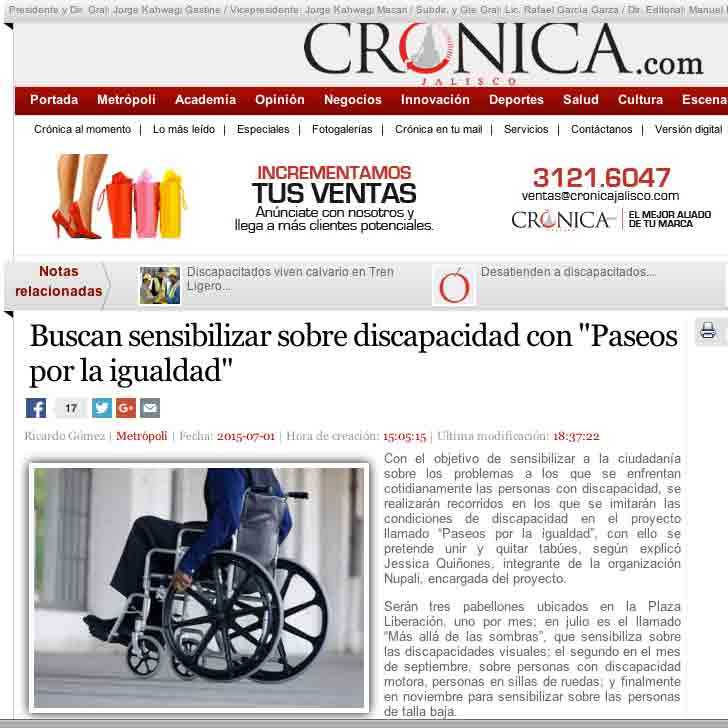 Presidente y Dir. Gral: Jorge Kahwagi Gastine / Vicepresidente: Jorge Kahwagi Macari / Subdir. y Gte Gral: Lic. Rafael García Garza / Dir. Editorial: Manuel
CRÓNICA.com
JALISCO
Portada Metrópoli Academia Opinión Negocios Innovación Deportes Salud Cultura Escena
Crónica al momento | Lo más leído | Especiales | Fotogalerías | Crónica en tu mail | Servicios | Contáctanos | Versión digital
INCREMENTAMOS
TUS VENTAS
Anúnciate con nosotros y
llega a más clientes potenciales.
3121.6047
ventas@cronicajalisco.com
CRÓNICA
EL MEJOR ALIADO
DE TU MARCA
Notas
relacionadas
Discapacitados viven calvario en Tren
Ligero...
Desatienden a discapacitados...
Buscan sensibilizar sobre discapacidad con "Paseos
por la igualdad"
17
Ricardo Gómez | Metrópoli | Fecha: 2015-07-01 | Hora de creación: 15:05:15 | Ultima modificación: 18:37:22
Con el objetivo de sensibilizar a la ciudadanía
sobre los problemas a los que se enfrentan
cotidianamente las personas con discapacidad, se
realizarán recorridos en los que se imitarán las
condiciones de discapacidad en el proyecto
llamado “Paseos por la igualdad”, con ello se
pretende unir y quitar tabúes, según explicó
Jessica Quiñones, integrante de la organización
Nupali, encargada del proyecto.
Serán tres pabellones ubicados en la Plaza
Liberación, uno por mes; en julio es el llamado
“Más allá de las sombras”, que sensibiliza sobre
las discapacidades visuales; el segundo en el mes
de septiembre, sobre personas con discapacidad
motora, personas en sillas de ruedas; y finalmente
en noviembre para sensibilizar sobre las personas
de talla baja.